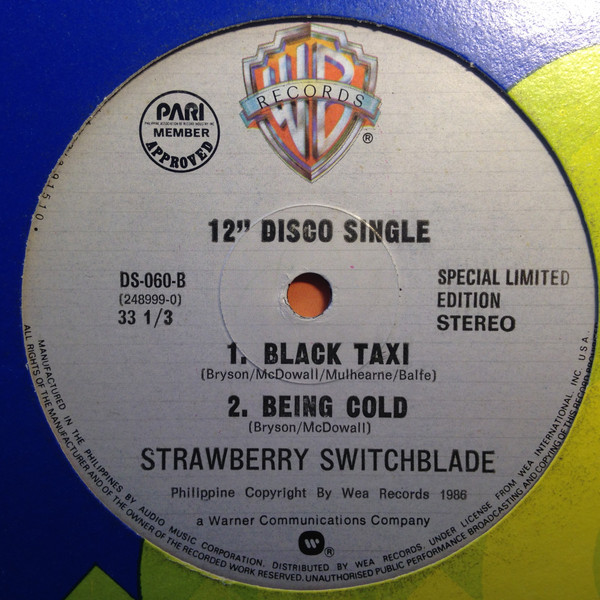 WB
RECORDS
®
PARI
MEMBER
APPROVED
12” DISCO SINGLE
DS-060-B
(248999-0)
33 1/3
SPECIAL LIMITED
EDITION
STEREO
1. BLACK TAXI
(Bryson/McDowall/Mulhearne/Balfe)
2. BEING COLD
(Bryson/McDowall)
STRAWBERRY SWITCHBLADE
Philippine Copyright By Wea Records 1986
a Warner Communications Company
®
MANUFACTURED IN THE PHILIPPINES BY AUDIO MUSIC CORPORATION. DISTRIBUTED BY WEA RECORDS UNDER LICENSE FROM WEA INTERNATIONAL INC. U.S.A.
ALL RIGHTS OF THE MANUFACTURER AND OF THE OWNER OF THE RECORDED WORK RESERVED. UNAUTHORISED PUBLIC PERFORMANCE BROADCASTING AND COPYING OF THIS RECORD